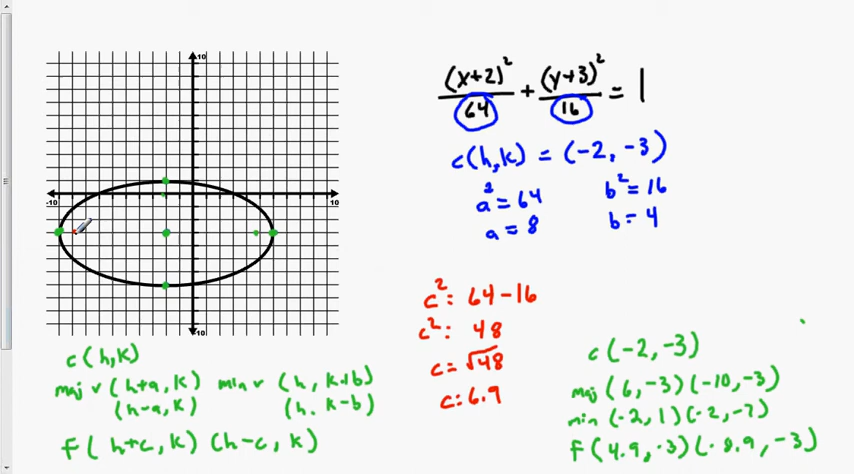 10
-10
10
-10
(x+2)² / 64 + (y+3)² / 16 = 1
c(h,k) = (-2, -3)
a² = 64 b² = 16
a = 8 b = 4
c² = 64-16
c² = 48
c = √48
c = 6.9
c(h,k)
maj v (h+a, k) min v (h, k+b)
(h-a, k) (h, k-b)
F(h+c, k) (h-c, k)
c(-2, -3)
maj (6, -3) (-10, -3)
min (-2, 1) (-2, -7)
F(4.9, -3) (-8.9, -3)